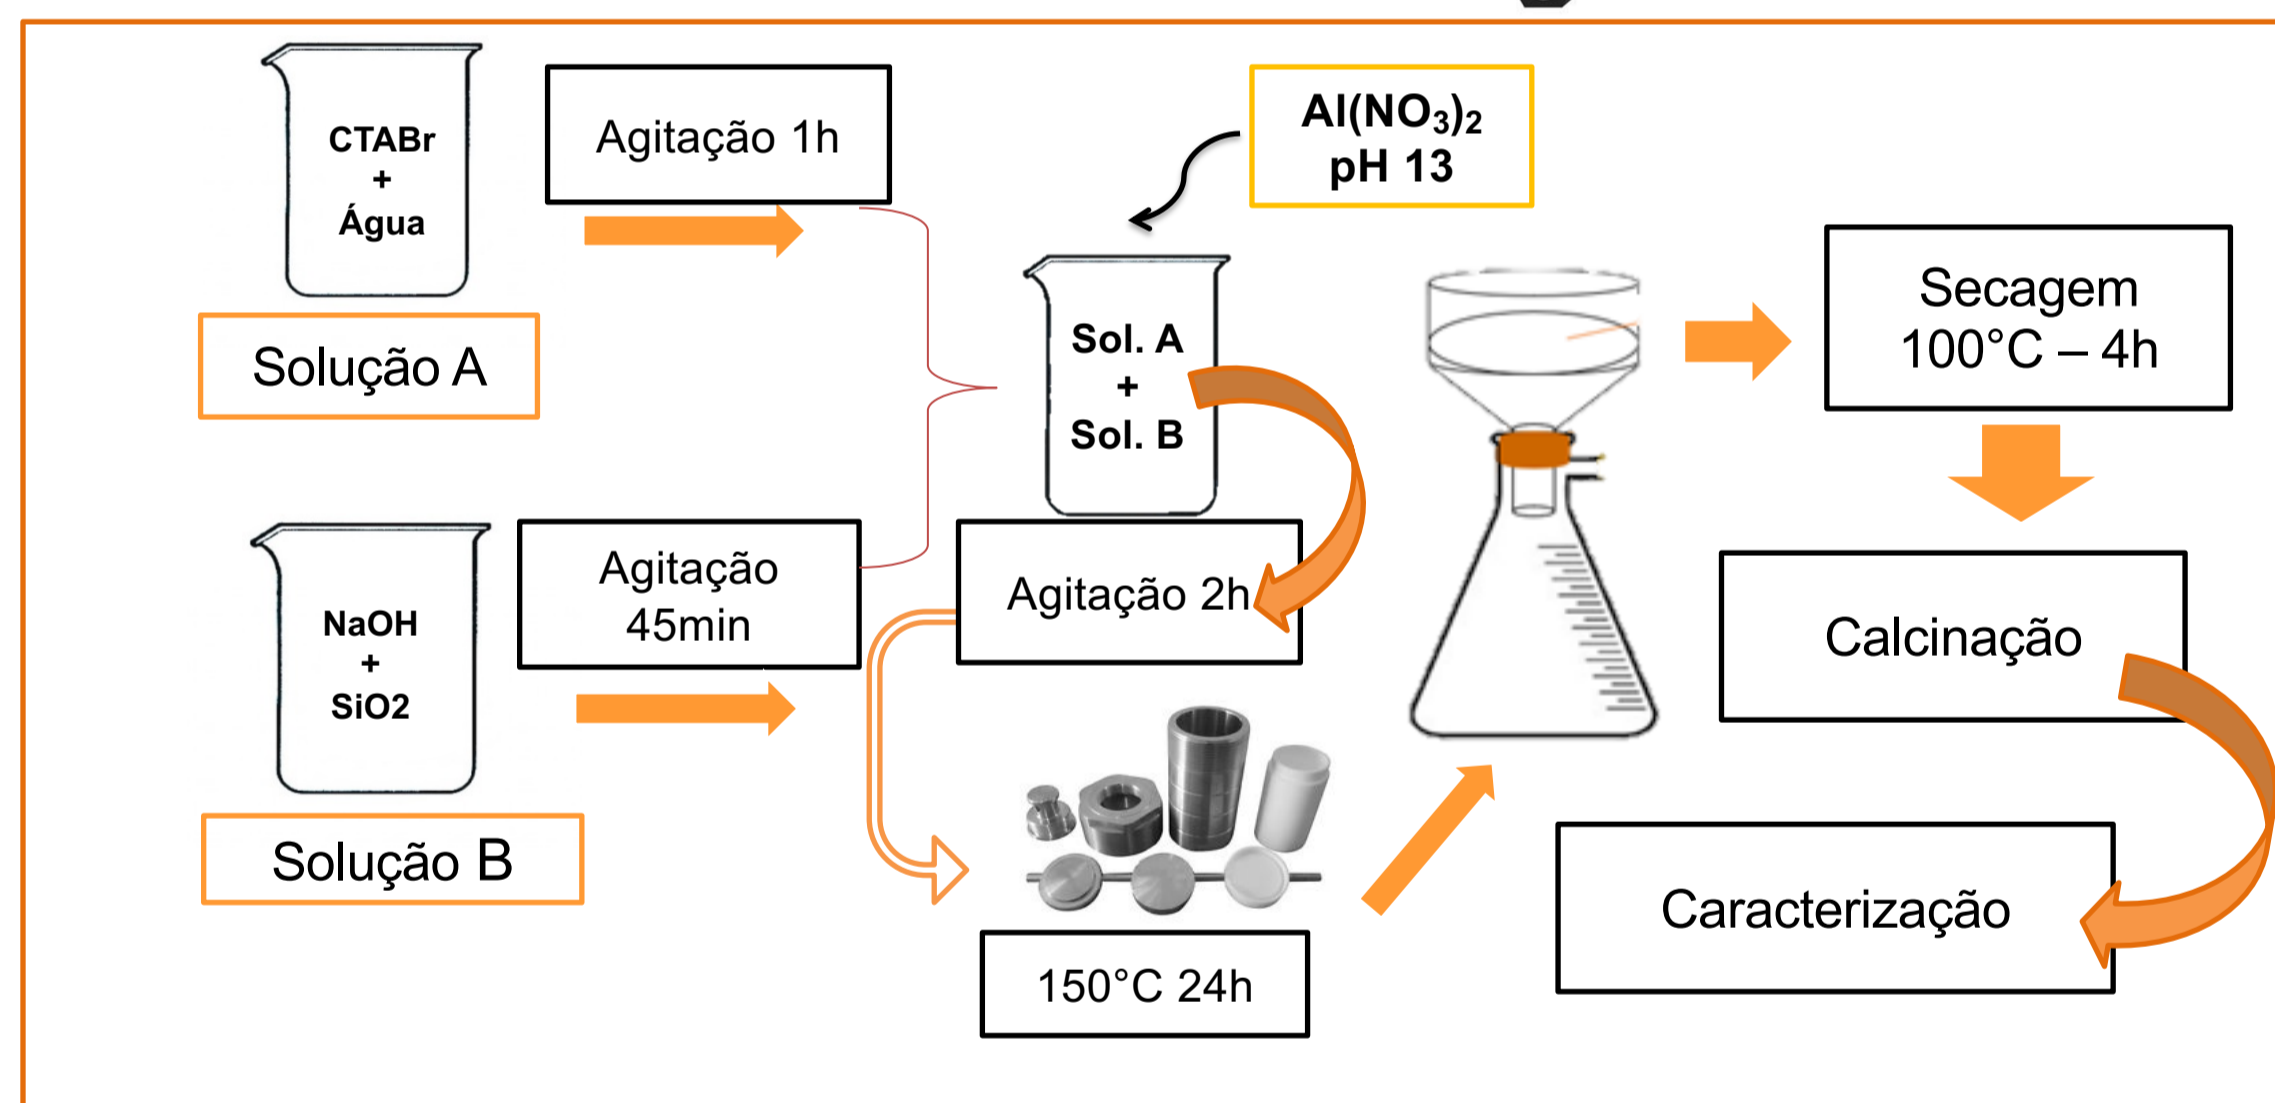 CTABr
+
Água
Solução A
Agitação 1h
NaOH
+
SiO2
Solução B
Agitação
45min
Al(NO₃)₂
pH 13
Sol. A
+
Sol. B
Agitação 2h
150°C 24h
Secagem
100°C – 4h
Calcinação
Caracterização